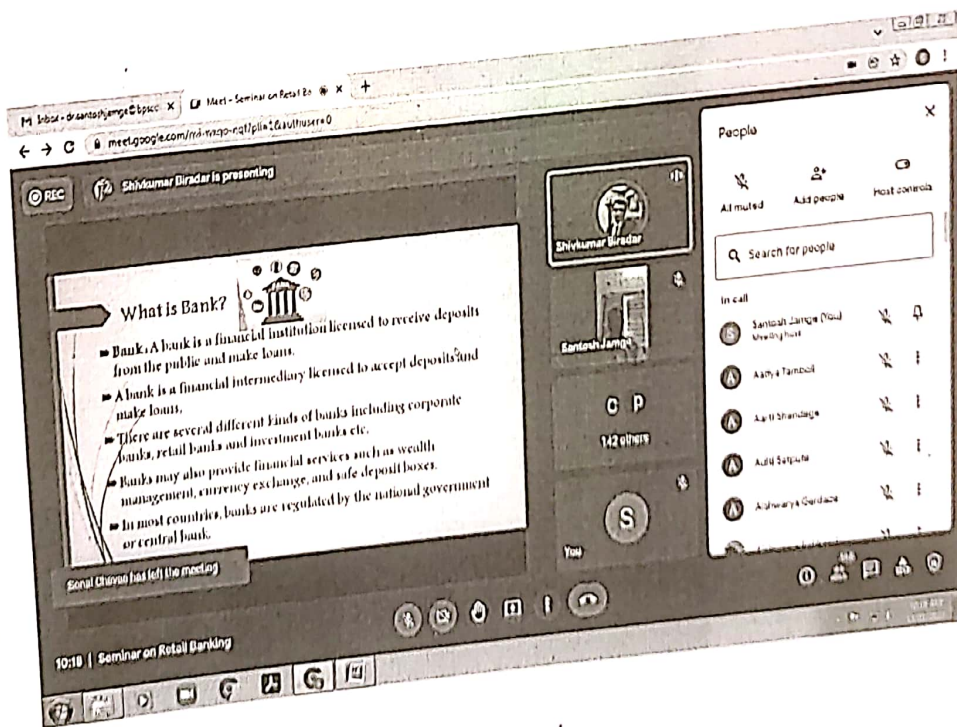 Meet - Seminar on Retail Ba
REC
Shivkumar Biradar is presenting
What is Bank?
Bank: A bank is a financial institution licensed to receive deposits
from the public and make loans.
A bank is a financial intermediary licensed to accept deposits and
make loans.
There are several different kinds of banks including corporate
banks, retail banks and investment banks etc.
Banks may also provide financial services such as wealth
management, currency exchange, and safe deposit boxes.
In most countries, banks are regulated by the national government
or central bank.
Sonal Chavan has left the meeting
10:18 | Seminar on Retail Banking
Shivkumar Biradar
Santosh Jamge
G P
142 others
S
You
People
All muted
Add people
Host controls
Search for people
In call
S
Santosh Jamge (You)
Meeting host
A
Aarti
A
A
Aishwarya